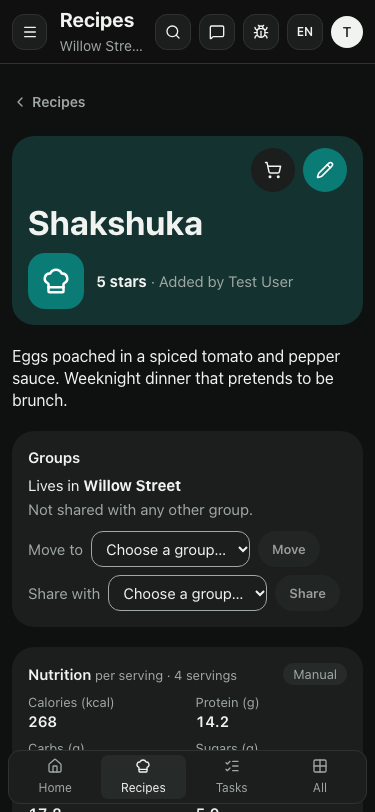 Recipes
Willow Stre...
EN
T
Recipes
Shakshuka
5 stars · Added by Test User
Eggs poached in a spiced tomato and pepper
sauce. Weeknight dinner that pretends to be
brunch.
Groups
Lives in Willow Street
Not shared with any other group.
Move to Choose a group... Move
Share with Choose a group... Share
Nutrition per serving · 4 servings Manual
Calories (kcal) Protein (g)
268 14.2
Carbs (g) Sugars (g)
Home Recipes Tasks All